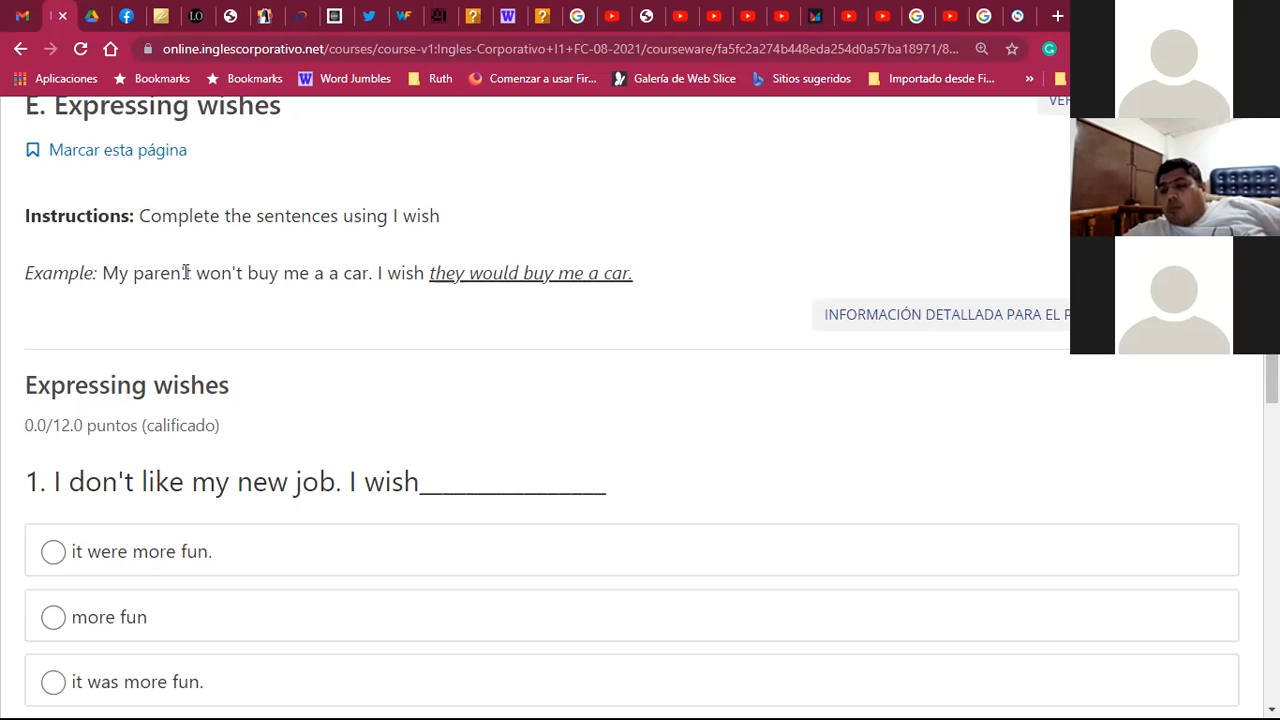 online.inglescorporativo.net/courses/course-v1:Ingles-Corporativo+I1+FC-08-2021/courseware/fa5fc2a274b448eda254d0a57ba18971/8...
Aplicaciones Bookmarks Bookmarks Word Jumbles Ruth Comenzar a usar Fir... Galería de Web Slice Sitios sugeridos Importado desde Fi... »
E. Expressing wishes
VER
Marcar esta página
Instructions: Complete the sentences using I wish
Example: My paren't won't buy me a a car. I wish they would buy me a car.
INFORMACIÓN DETALLADA PARA EL P
Expressing wishes
0.0/12.0 puntos (calificado)
1. I don't like my new job. I wish________________
it were more fun.
more fun
it was more fun.